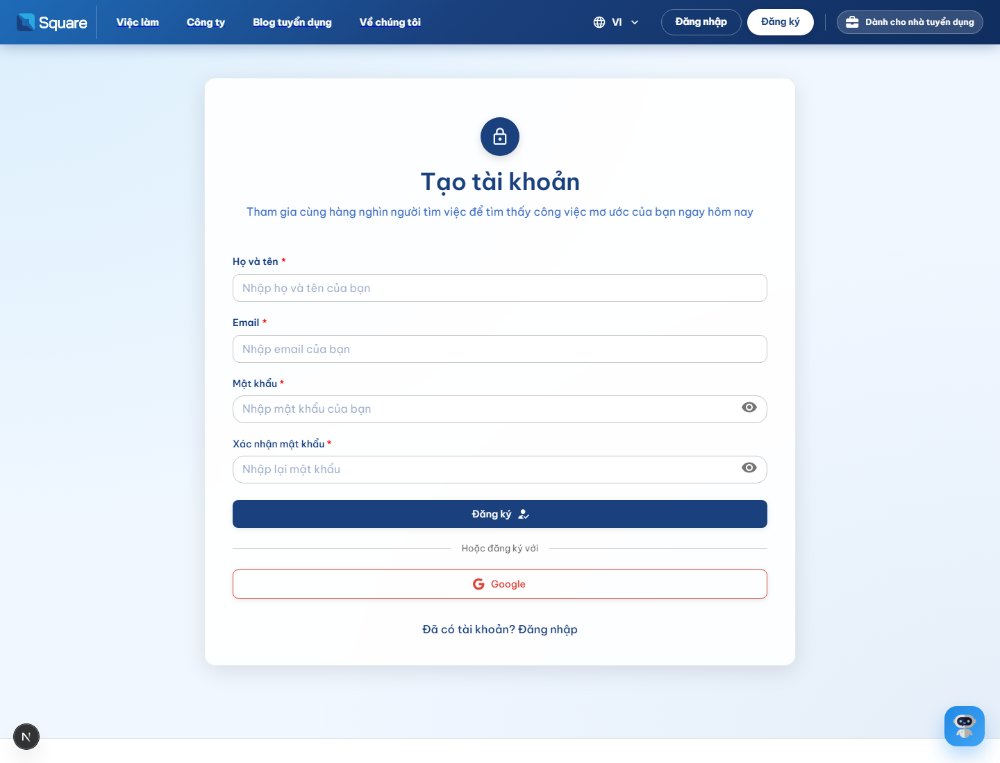 Square
Việc làm
Công ty
Blog tuyển dụng
Về chúng tôi
VI
Đăng nhập
Đăng ký
Dành cho nhà tuyển dụng
Tạo tài khoản
Tham gia cùng hàng nghìn người tìm việc để tìm thấy công việc mơ ước của bạn ngay hôm nay
Họ và tên *
Nhập họ và tên của bạn
Email *
Nhập email của bạn
Mật khẩu *
Nhập mật khẩu của bạn
Xác nhận mật khẩu *
Nhập lại mật khẩu
Đăng ký
Hoặc đăng ký với
Google
Đã có tài khoản? Đăng nhập
N